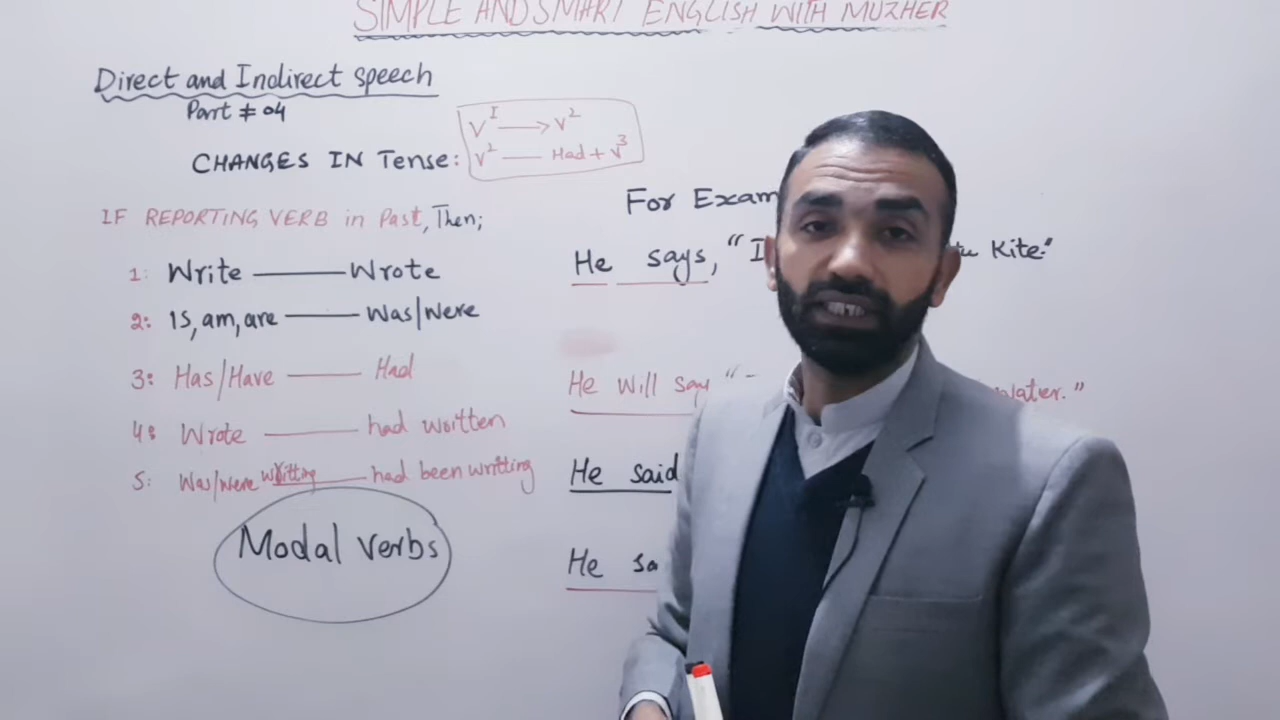 SIMPLE AND SMART ENGLISH WITH MUZHER
Direct and Indirect speech
Part # 04
CHANGES IN Tense:
V¹ → V²
V² — Had + V³
IF REPORTING VERB in Past, Then;
1: Write — Wrote
2: Is, am, are — Was/Were
3: Has/Have — Had
4: Wrote — had written
5: Was/Were writting — had been writting
Modal verbs
For Exam
He says, "I Kite."
He will say " Water."
He said
He sa